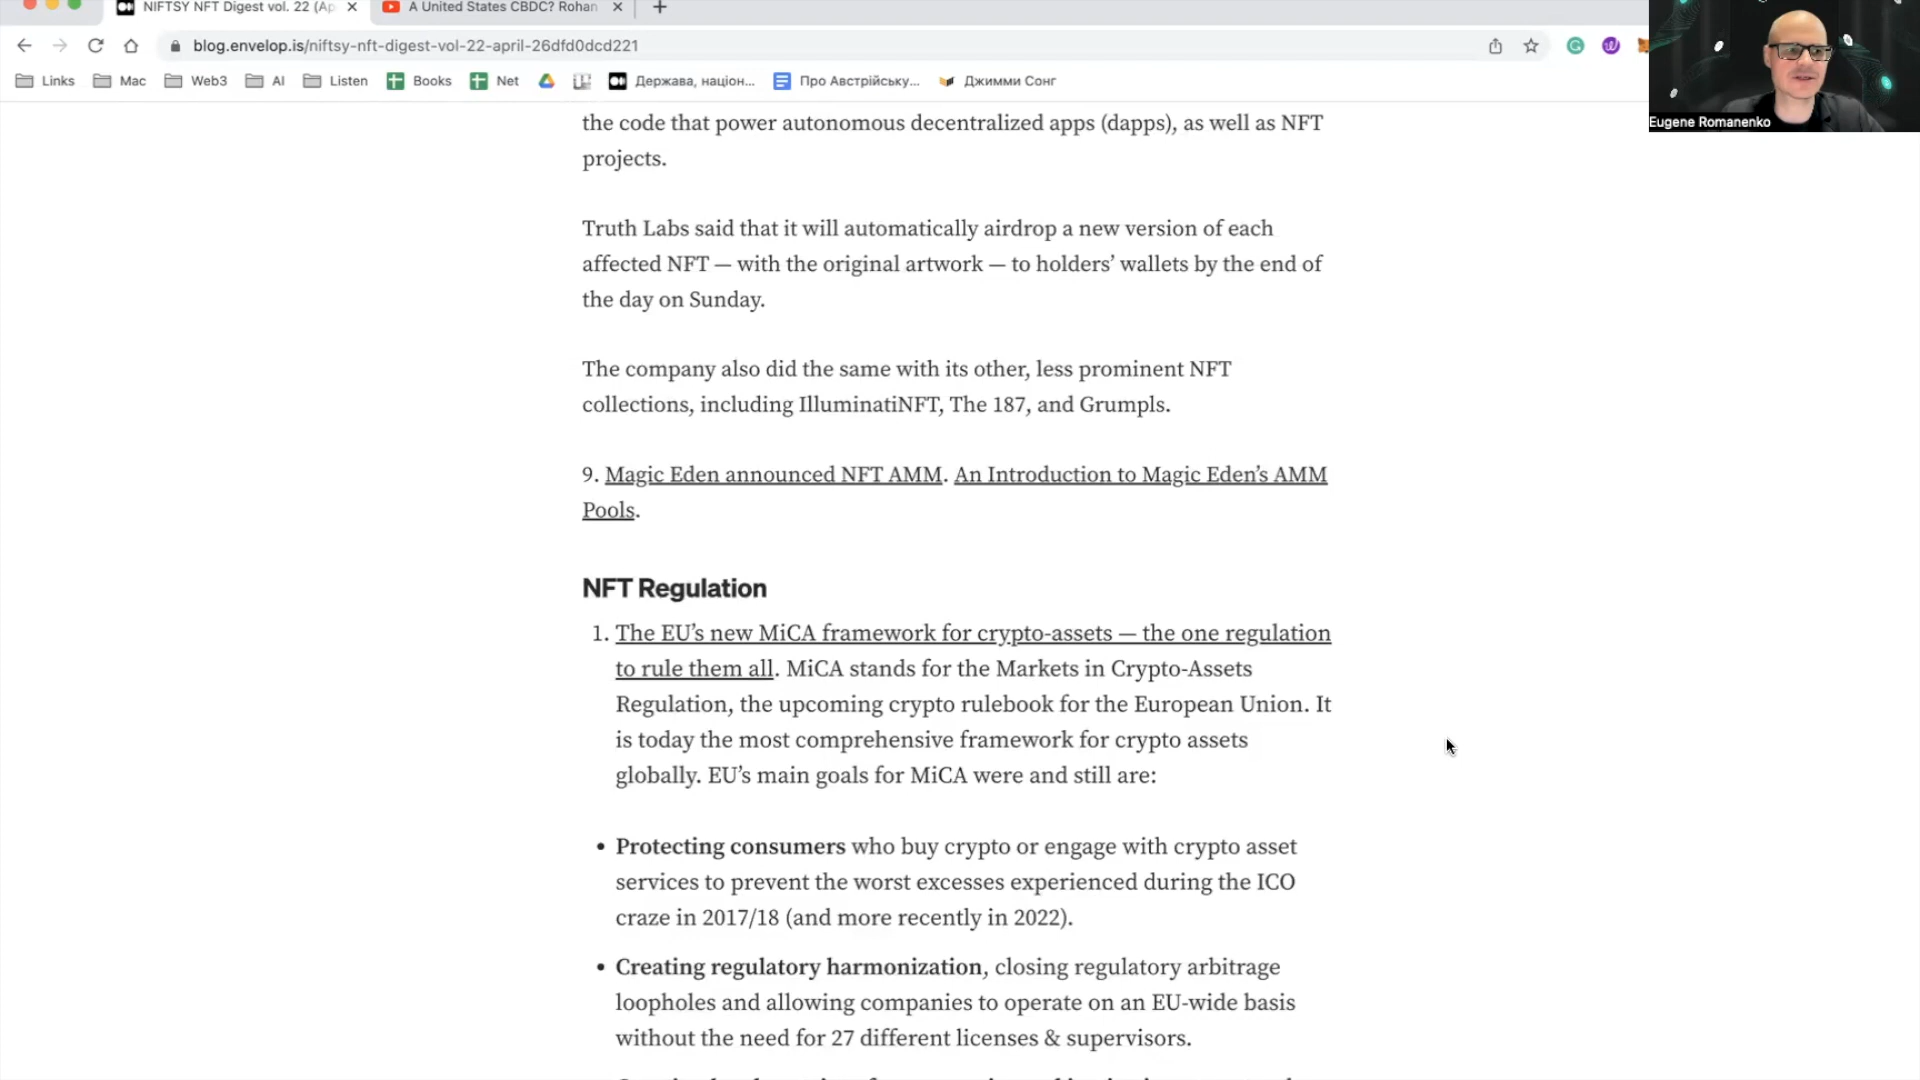 NIFTSY NFT Digest vol. 22 (Ap
A United States CBDC? Rohan
blog.envelop.is/niftsy-nft-digest-vol-22-april-26dfd0dcd221
Links Mac Web3 AI Listen Books Net Держава, націон... Про Австрійську... Джимми Сонг
Eugene Romanenko
the code that power autonomous decentralized apps (dapps), as well as NFT
projects.
Truth Labs said that it will automatically airdrop a new version of each
affected NFT — with the original artwork — to holders’ wallets by the end of
the day on Sunday.
The company also did the same with its other, less prominent NFT
collections, including IlluminatiNFT, The 187, and Grumpls.
9. Magic Eden announced NFT AMM. An Introduction to Magic Eden’s AMM
Pools.
NFT Regulation
1. The EU’s new MiCA framework for crypto-assets — the one regulation
to rule them all. MiCA stands for the Markets in Crypto-Assets
Regulation, the upcoming crypto rulebook for the European Union. It
is today the most comprehensive framework for crypto assets
globally. EU’s main goals for MiCA were and still are:
• Protecting consumers who buy crypto or engage with crypto asset
services to prevent the worst excesses experienced during the ICO
craze in 2017/18 (and more recently in 2022).
• Creating regulatory harmonization, closing regulatory arbitrage
loopholes and allowing companies to operate on an EU-wide basis
without the need for 27 different licenses & supervisors.